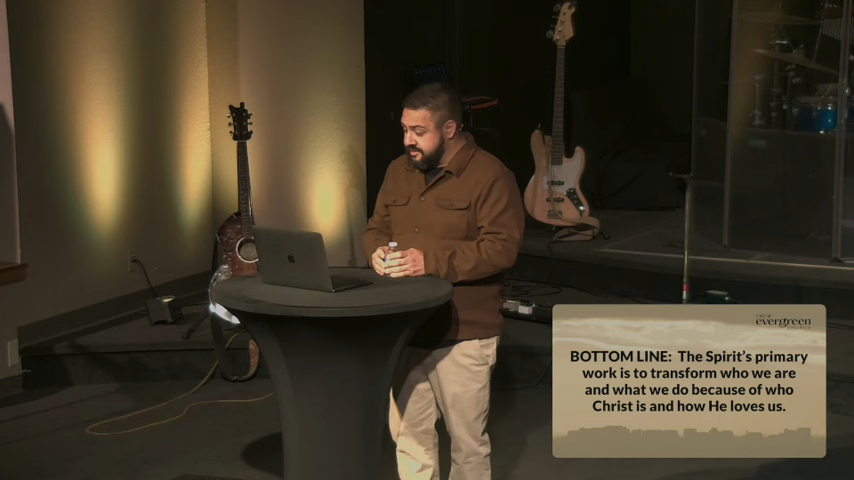 evergreen
BOTTOM LINE: The Spirit's primary
work is to transform who we are
and what we do because of who
Christ is and how He loves us.